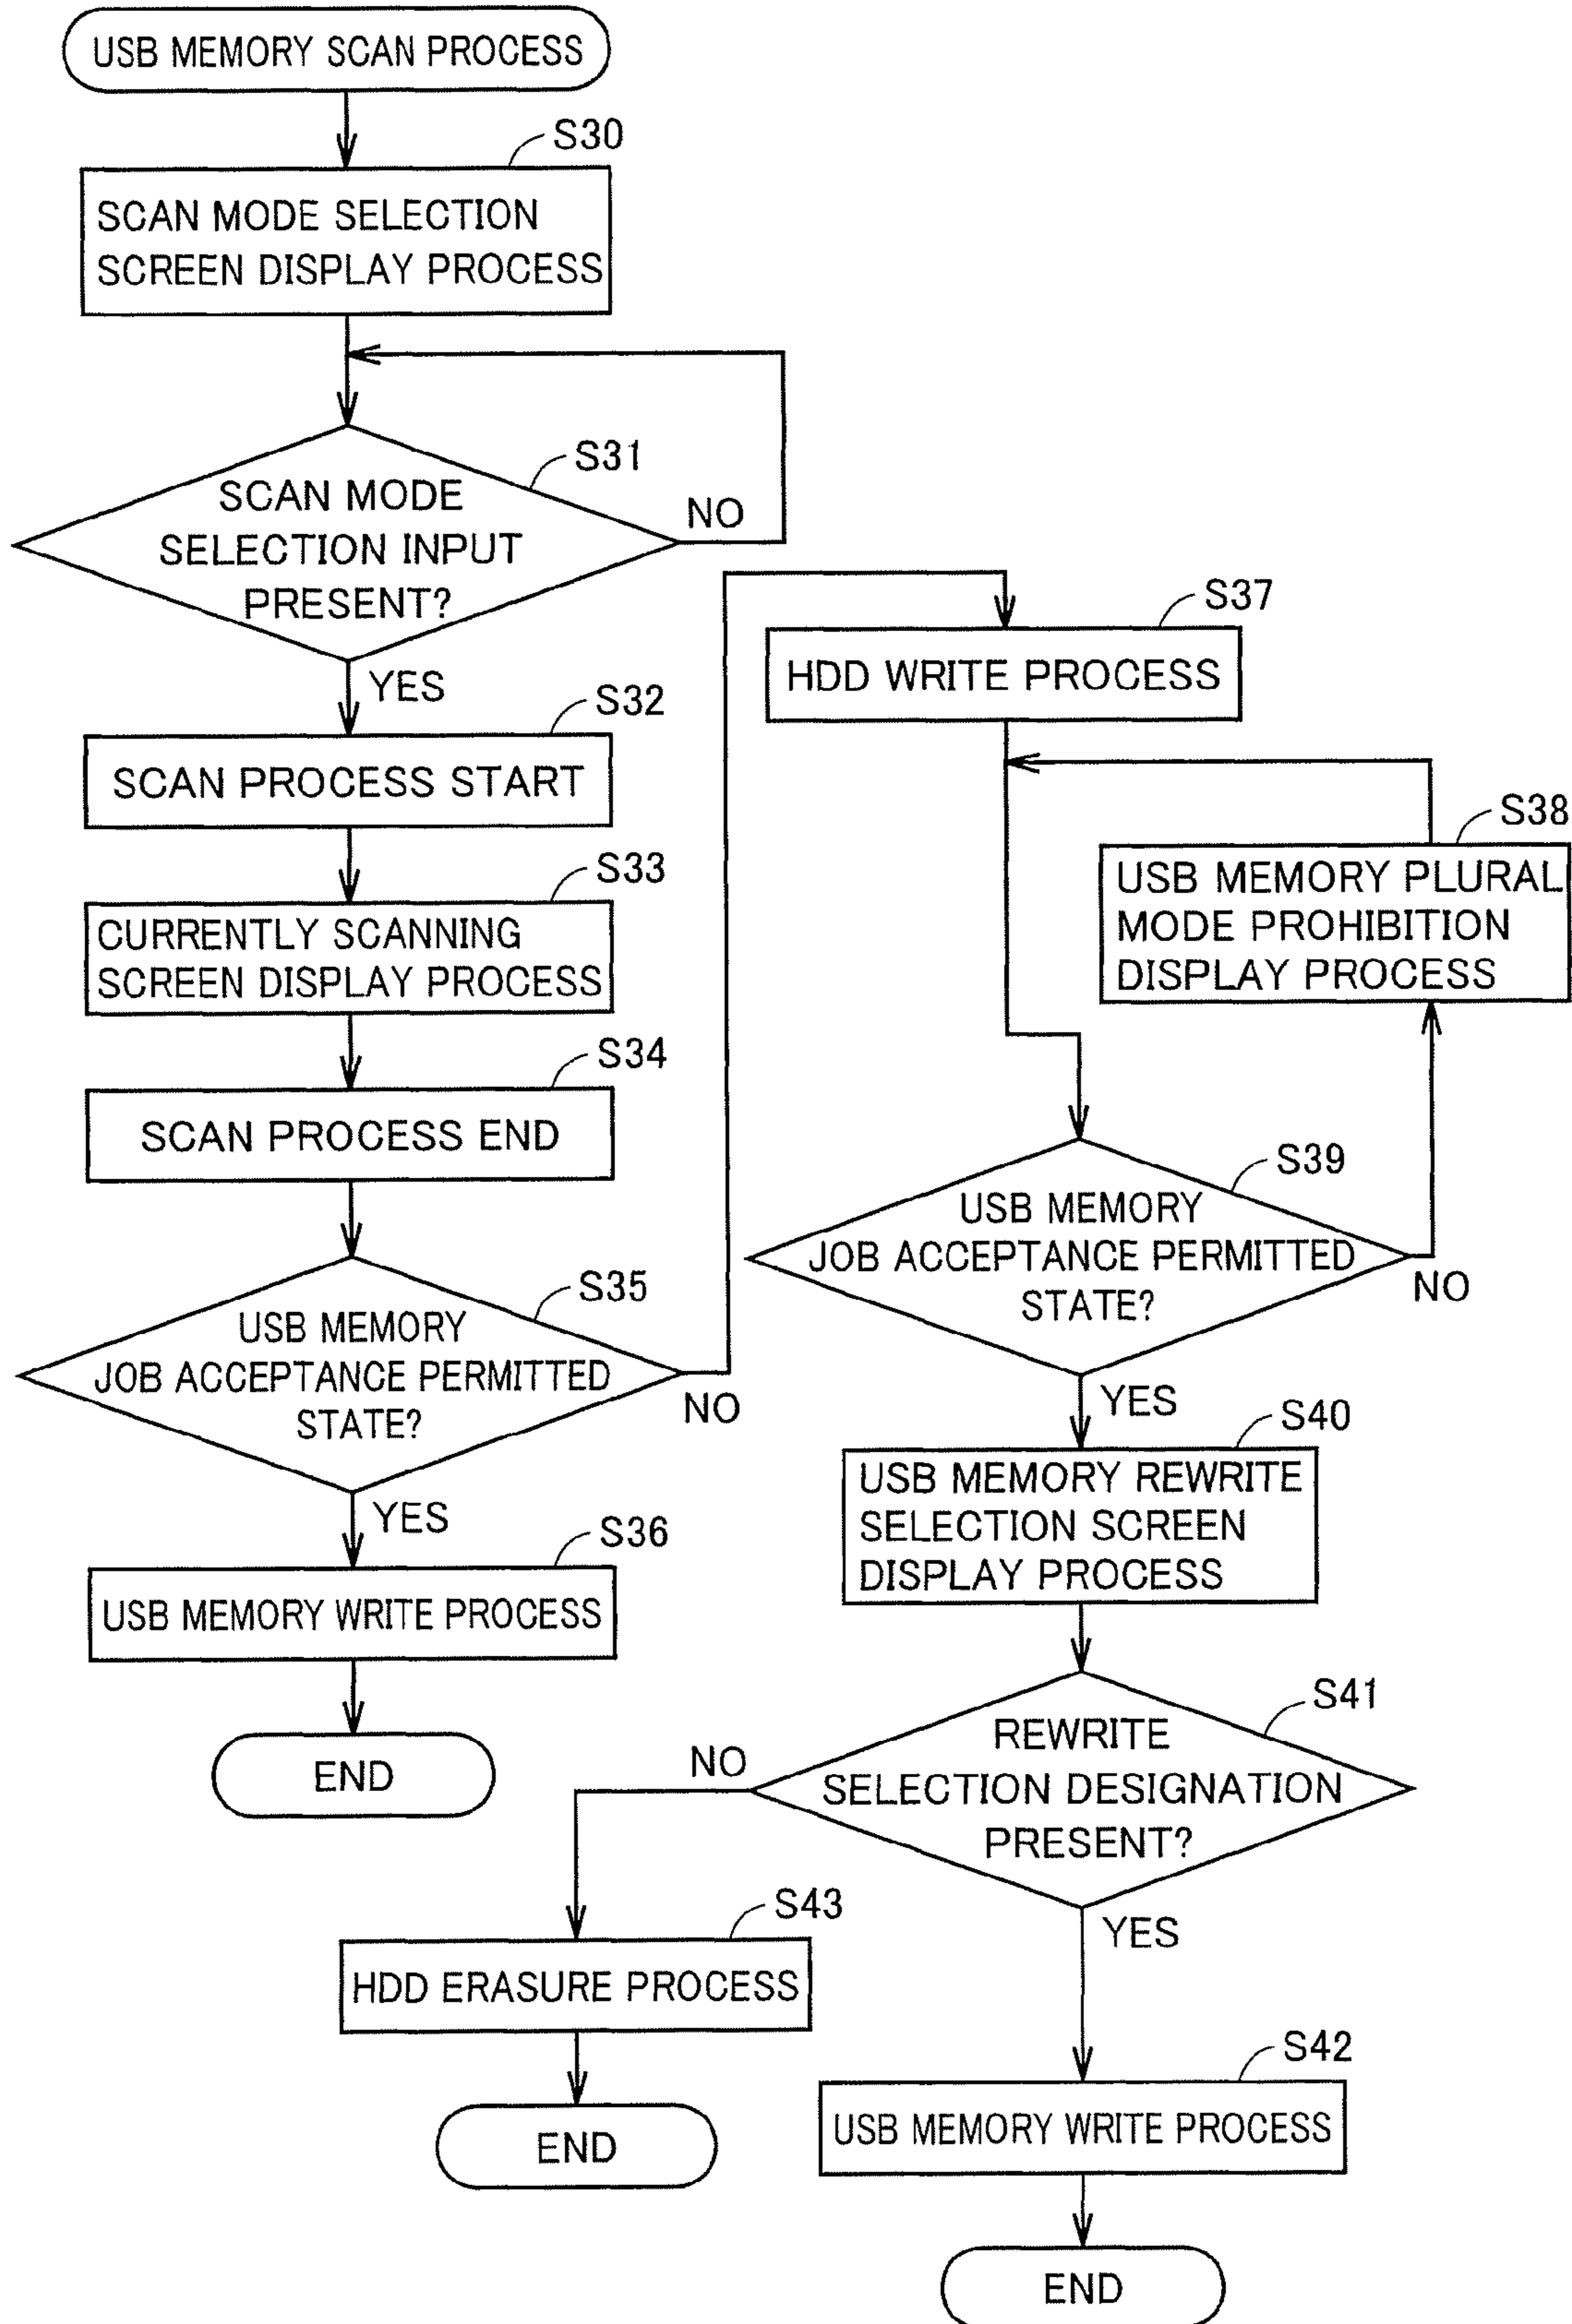 USB MEMORY SCAN PROCESS
S30
SCAN MODE SELECTION
SCREEN DISPLAY PROCESS
S31
SCAN MODE
SELECTION INPUT
PRESENT?
NO
YES
S32
SCAN PROCESS START
S33
CURRENTLY SCANNING
SCREEN DISPLAY PROCESS
S34
SCAN PROCESS END
S35
USB MEMORY
JOB ACCEPTANCE PERMITTED
STATE?
NO
YES
S36
USB MEMORY WRITE PROCESS
END
S37
HDD WRITE PROCESS
S38
USB MEMORY PLURAL
MODE PROHIBITION
DISPLAY PROCESS
S39
USB MEMORY
JOB ACCEPTANCE PERMITTED
STATE?
NO
YES
S40
USB MEMORY REWRITE
SELECTION SCREEN
DISPLAY PROCESS
S41
REWRITE
SELECTION DESIGNATION
PRESENT?
NO
YES
S43
HDD ERASURE PROCESS
END
S42
USB MEMORY WRITE PROCESS
END